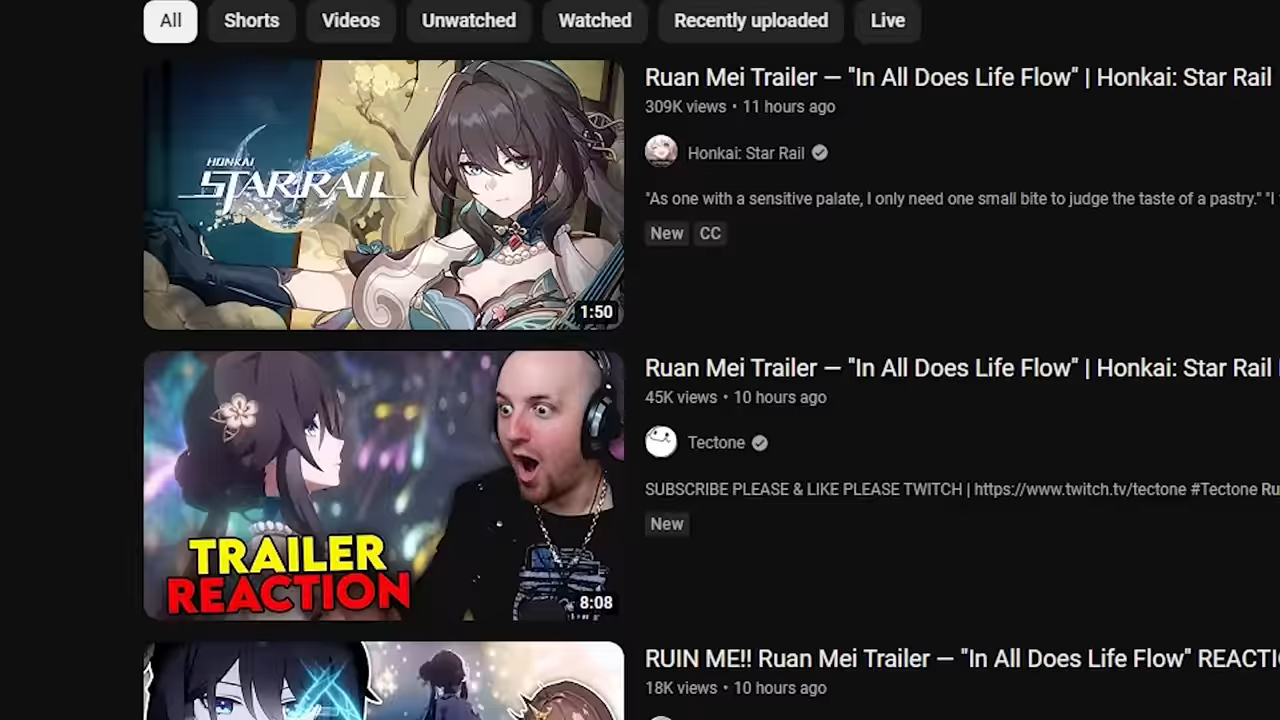 All Shorts Videos Unwatched Watched Recently uploaded Live
HONKAI
STAR RAIL
1:50
Ruan Mei Trailer — "In All Does Life Flow" | Honkai: Star Rail
309K views • 11 hours ago
Honkai: Star Rail
"As one with a sensitive palate, I only need one small bite to judge the taste of a pastry." "I
New CC
TRAILER
REACTION
8:08
Ruan Mei Trailer — "In All Does Life Flow" | Honkai: Star Rail
45K views • 10 hours ago
Tectone
SUBSCRIBE PLEASE & LIKE PLEASE TWITCH | https://www.twitch.tv/tectone #Tectone Ru
New
RUIN ME!! Ruan Mei Trailer — "In All Does Life Flow" REACTI
18K views • 10 hours ago